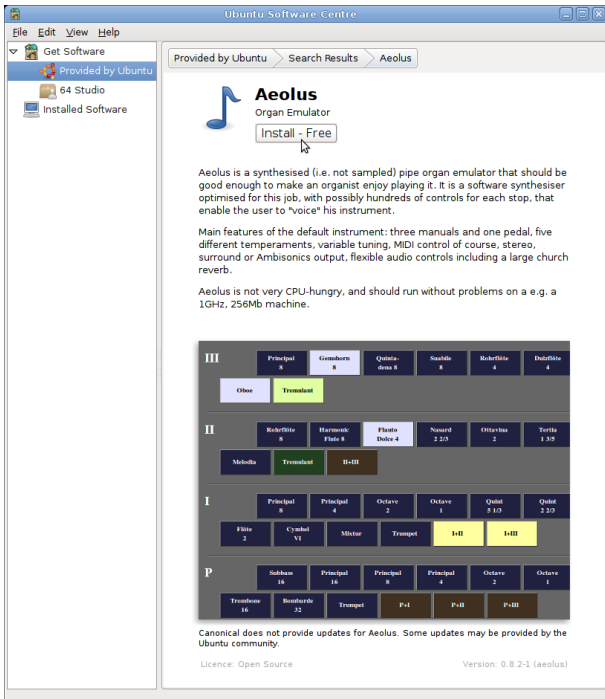 Ubuntu Software Centre
File Edit View Help
Get Software
Provided by Ubuntu
64 Studio
Installed Software
Provided by Ubuntu Search Results Aeolus
Aeolus
Organ Emulator
Install - Free
Aeolus is a synthesised (i.e. not sampled) pipe organ emulator that should be
good enough to make an organist enjoy playing it. It is a software synthesiser
optimised for this job, with possibly hundreds of controls for each stop, that
enable the user to "voice" his instrument.
Main features of the default instrument: three manuals and one pedal, five
different temperaments, variable tuning, MIDI control of course, stereo,
surround or Ambisonics output, flexible audio controls including a large church
reverb.
Aeolus is not very CPU-hungry, and should run without problems on a e.g. a
1GHz, 256Mb machine.
III
Principal Gemshorn Quinta- Suabile Rohrflöte Dulzflöte
8 8 dena 8 8 4 4
Oboe Tremulant
II
Rohrflöte Harmonic Flauto Nasard Ottavina Tertia
8 Flute 8 Dolce 4 2 2/3 2 1 3/5
Melodia Tremulant II+III
I
Principal Principal Octave Octave Quint Quint
8 4 2 1 5 1/3 2 2/3
Flöte Cymbel Mixtur Trumpet I+II I+III
2 VI
P
Subbass Principal Principal Principal Octave Octave
16 16 8 4 2 1
Trombone Bombarde Trumpet P+I P+II P+III
16 32
Canonical does not provide updates for Aeolus. Some updates may be provided by the
Ubuntu community.
Licence: Open Source Version: 0.8.2-1 (aeolus)